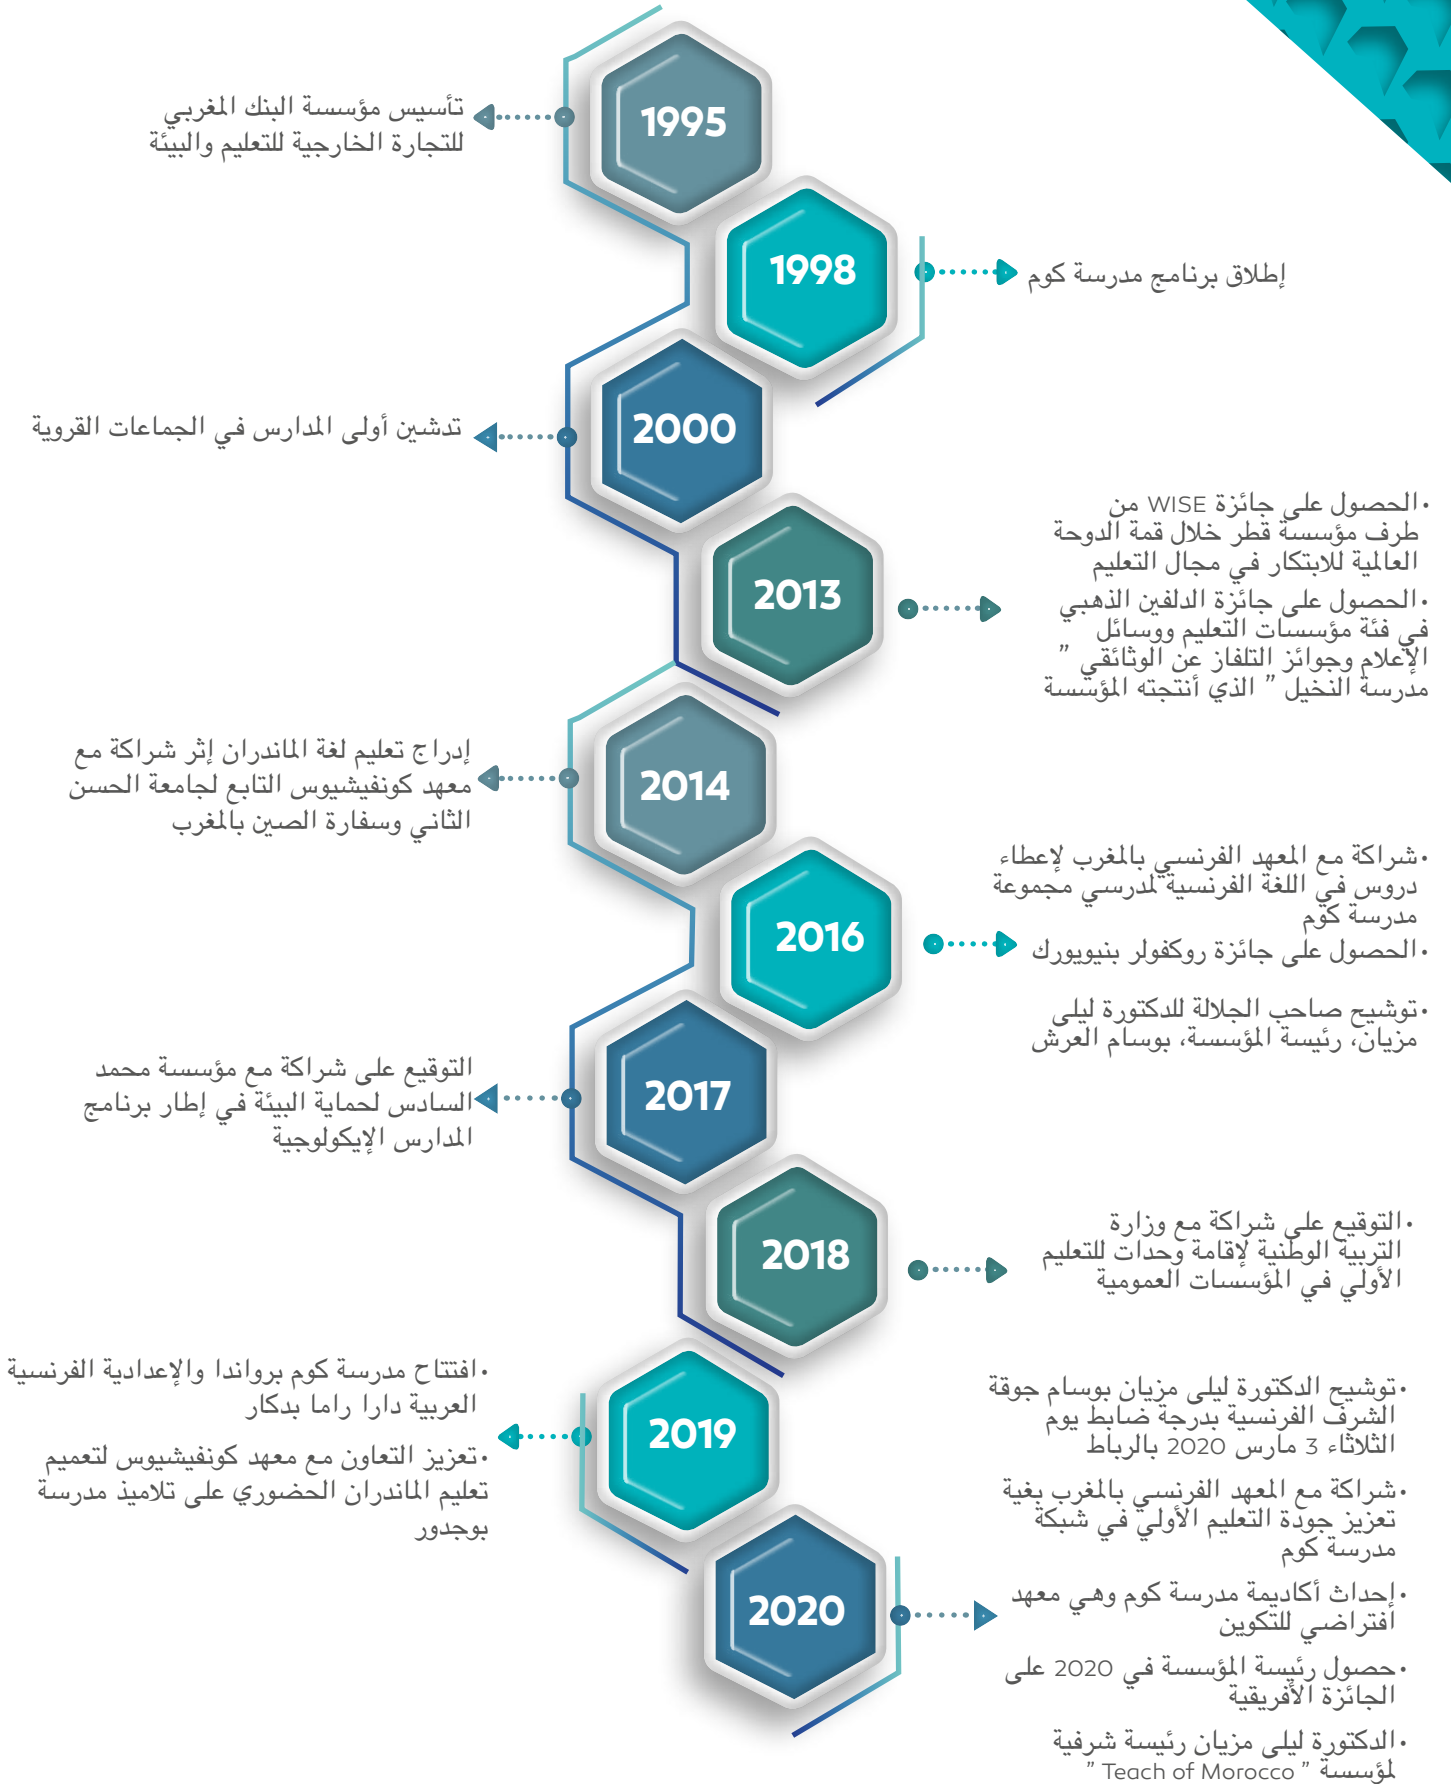 1995
تأسيس مؤسسة البنك المغربي
للتجارة الخارجية للتعليم والبيئة
1998
إطلاق برنامج مدرسة كوم
2000
تدشين أولى المدارس في الجماعات القروية
2013
•الحصول على جائزة WISE من
طرف مؤسسة قطر خلال قمة الدوحة
العالمية للابتكار في مجال التعليم
•الحصول على جائزة الدلفين الذهبي
في فئة مؤسسات التعليم ووسائل
الإعلام وجوائز التلفاز عن الوثائقي ”
مدرسة النخيل ” الذي أنتجته المؤسسة
2014
إدراج تعليم لغة الماندران إثر شراكة مع
معهد كونفيشيوس التابع لجامعة الحسن
الثاني وسفارة الصين بالمغرب
2016
•شراكة مع المعهد الفرنسي بالمغرب لإعطاء
دروس في اللغة الفرنسية لمدرسي مجموعة
مدرسة كوم
•الحصول على جائزة روكفولر بنيويورك
•توشيح صاحب الجلالة للدكتورة ليلى
مزيان، رئيسة المؤسسة، بوسام العرش
2017
التوقيع على شراكة مع مؤسسة محمد
السادس لحماية البيئة في إطار برنامج
المدارس الإيكولوجية
2018
•التوقيع على شراكة مع وزارة
التربية الوطنية لإقامة وحدات للتعليم
الأولي في المؤسسات العمومية
2019
•افتتاح مدرسة كوم برواندا والإعدادية الفرنسية
العربية دارا راما بدكار
•تعزيز التعاون مع معهد كونفيشيوس لتعميم
تعليم الماندران الحضوري على تلاميذ مدرسة
بوجدور
2020
•توشيح الدكتورة ليلى مزيان بوسام جوقة
الشرف الفرنسية بدرجة ضابط يوم
الثلاثاء 3 مارس 2020 بالرباط
•شراكة مع المعهد الفرنسي بالمغرب بغية
تعزيز جودة التعليم الأولي في شبكة
مدرسة كوم
•إحداث أكاديمة مدرسة كوم وهي معهد
افتراضي للتكوين
•حصول رئيسة المؤسسة في 2020 على
الجائزة الأفريقية
•الدكتورة ليلى مزيان رئيسة شرفية
لمؤسسة ” Teach of Morocco ”